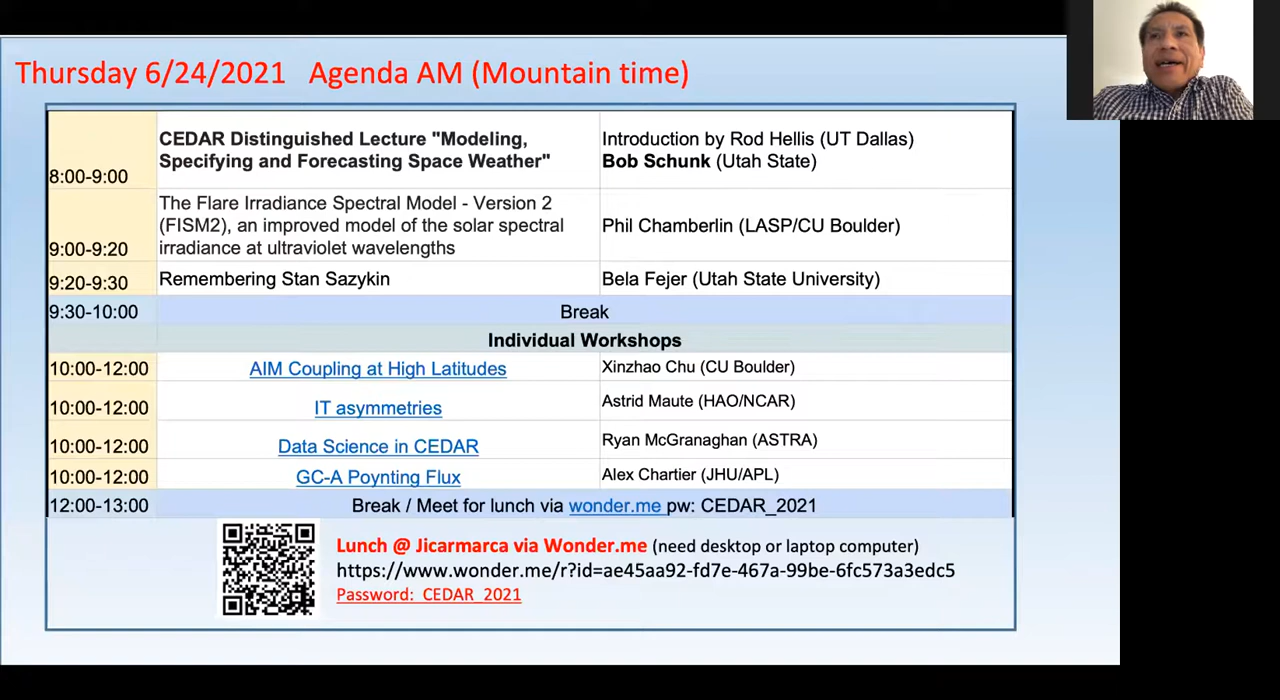 Thursday 6/24/2021 Agenda AM (Mountain time)
8:00-9:00
CEDAR Distinguished Lecture "Modeling,
Specifying and Forecasting Space Weather"
Introduction by Rod Hellis (UT Dallas)
Bob Schunk (Utah State)
9:00-9:20
The Flare Irradiance Spectral Model - Version 2
(FISM2), an improved model of the solar spectral
irradiance at ultraviolet wavelengths
Phil Chamberlin (LASP/CU Boulder)
9:20-9:30
Remembering Stan Sazykin
Bela Fejer (Utah State University)
9:30-10:00
Break
Individual Workshops
10:00-12:00
AIM Coupling at High Latitudes
Xinzhao Chu (CU Boulder)
10:00-12:00
IT asymmetries
Astrid Maute (HAO/NCAR)
10:00-12:00
Data Science in CEDAR
Ryan McGranaghan (ASTRA)
10:00-12:00
GC-A Poynting Flux
Alex Chartier (JHU/APL)
12:00-13:00
Break / Meet for lunch via wonder.me pw: CEDAR_2021
Lunch @ Jicarmarca via Wonder.me (need desktop or laptop computer)
https://www.wonder.me/r?id=ae45aa92-fd7e-467a-99be-6fc573a3edc5
Password: CEDAR_2021